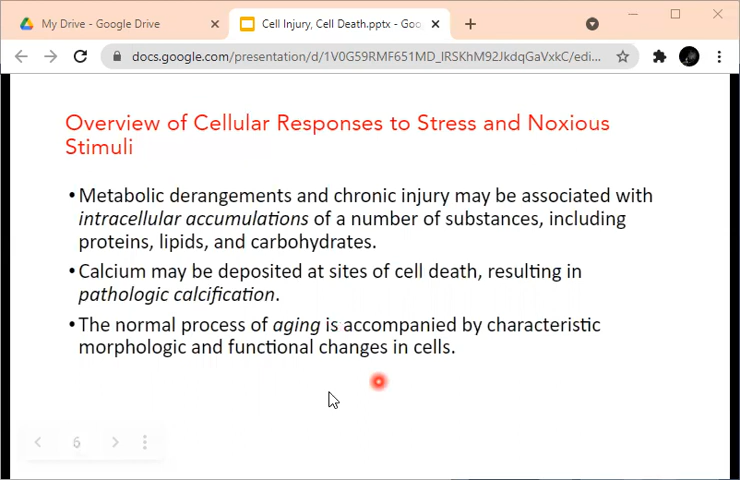 My Drive - Google Drive
Cell Injury, Cell Death.pptx - Goo
docs.google.com/presentation/d/1V0G59RMF651MD_lRSKhM92JkdqGaVxkC/edi...
Overview of Cellular Responses to Stress and Noxious
Stimuli
• Metabolic derangements and chronic injury may be associated with
intracellular accumulations of a number of substances, including
proteins, lipids, and carbohydrates.
• Calcium may be deposited at sites of cell death, resulting in
pathologic calcification.
• The normal process of aging is accompanied by characteristic
morphologic and functional changes in cells.
6